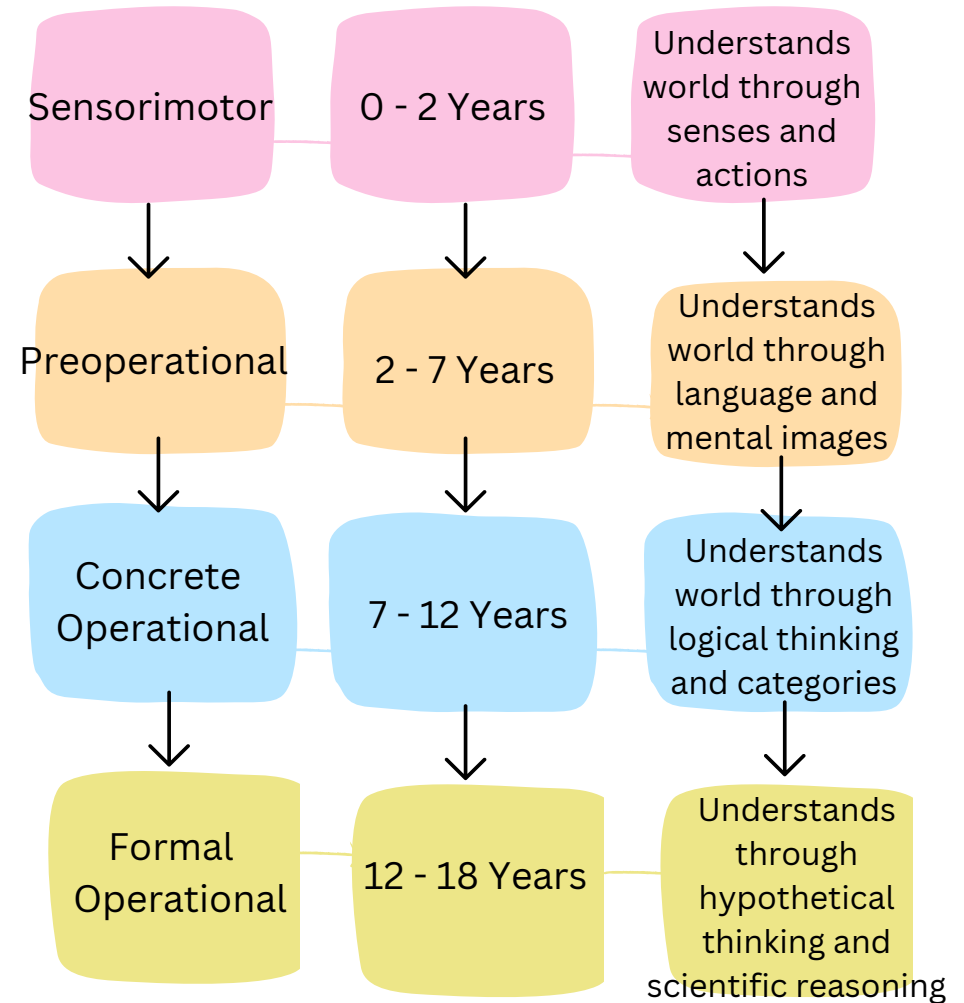 Sensorimotor
0 - 2 Years
Understands
world through
senses and
actions
Preoperational
2 - 7 Years
Understands
world through
language and
mental images
Concrete
Operational
7 - 12 Years
Understands
world through
logical thinking
and categories
Formal
Operational
12 - 18 Years
Understands
through
hypothetical
thinking and
scientific reasoning